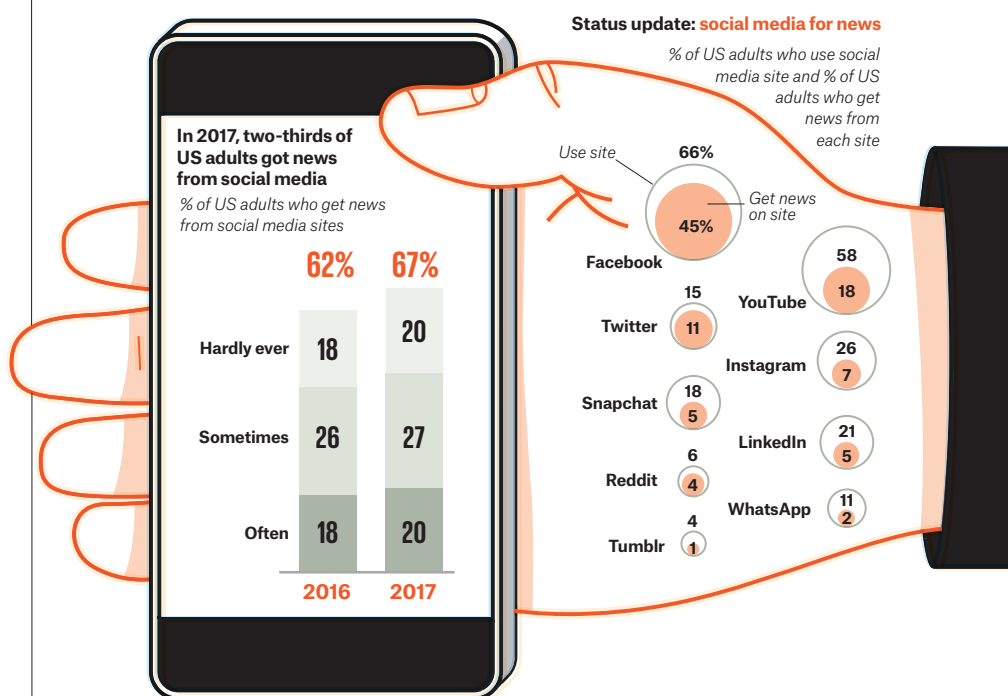 Status update: social media for news
% of US adults who use social
media site and % of US
adults who get
news from
each site
In 2017, two-thirds of
US adults got news
from social media
% of US adults who get news
from social media sites
62% 67%
Hardly ever 18 20
Sometimes 26 27
Often 18 20
2016 2017
Use site
66%
Get news
on site
45%
Facebook
58
18
YouTube
15
11
Twitter
26
7
Instagram
18
5
Snapchat
21
5
LinkedIn
6
4
Reddit
11
2
WhatsApp
4
1
Tumblr